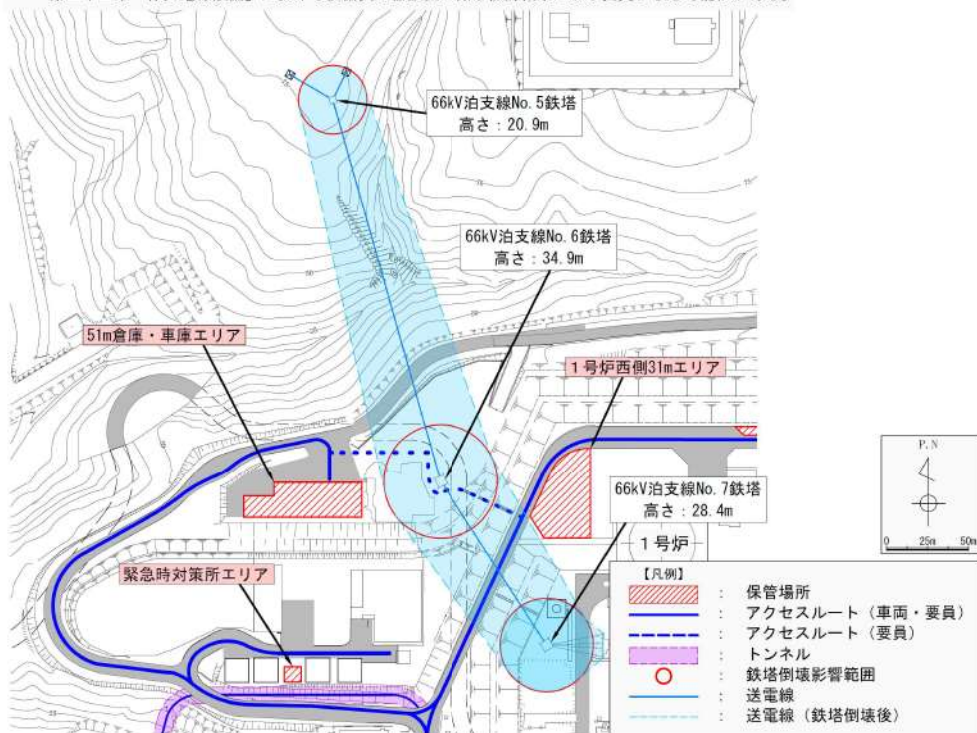 66kV泊支線No.5鉄塔
高さ：20.9m
66kV泊支線No.6鉄塔
高さ：34.9m
51m倉庫・車庫エリア
1号炉西側31mエリア
66kV泊支線No.7鉄塔
高さ：28.4m
P.N
0 25m 50m
1号炉
緊急時対策所エリア
【凡例】
： 保管場所
： アクセスルート（車両・要員）
： アクセスルート（要員）
： トンネル
： 鉄塔倒壊影響範囲
： 送電線
： 送電線（鉄塔倒壊後）